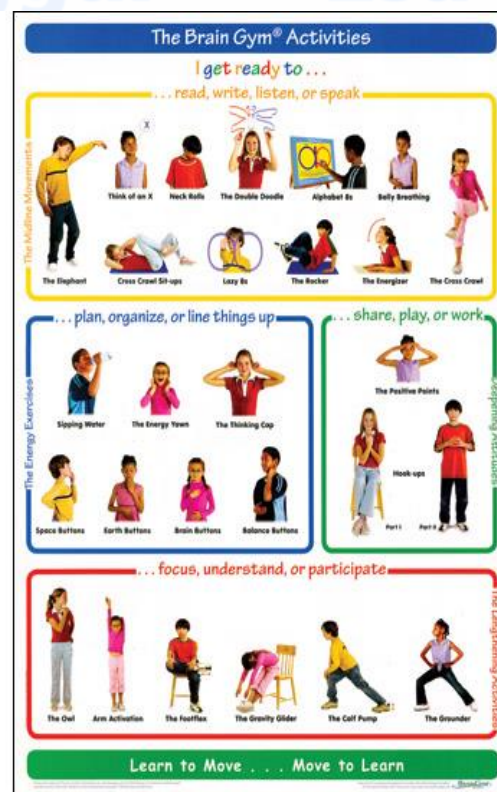 The Brain Gym® Activities
I get ready to . . .
. . . read, write, listen, or speak
The Midline Movements
X
Think of an X Neck Rolls The Double Doodle Alphabet 8s Belly Breathing
The Elephant Cross Crawl Sit-ups Lazy 8s The Rocker The Energizer The Cross Crawl
. . . plan, organize, or line things up
The Energy Exercises
Sipping Water The Energy Yawn The Thinking Cap
Space Buttons Earth Buttons Brain Buttons Balance Buttons
. . . share, play, or work
Deepening Attitudes
The Positive Points
Hook-ups
Part I Part II
. . . focus, understand, or participate
The Lengthening Activities
The Owl Arm Activation The Footflex The Gravity Glider The Calf Pump The Grounder
Learn to Move . . . Move to Learn